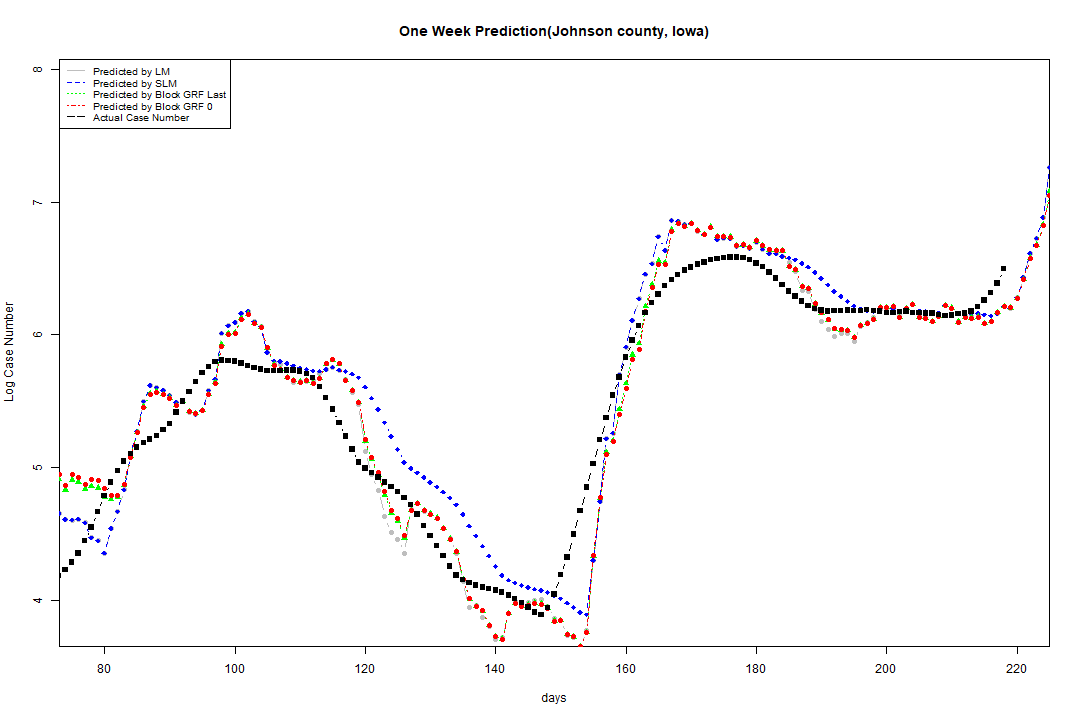 One Week Prediction(Johnson county, Iowa)
Predicted by LM
Predicted by SLM
Predicted by Block GRF Last
Predicted by Block GRF 0
Actual Case Number
8
7
6
5
4
Log Case Number
80 100 120 140 160 180 200 220
days